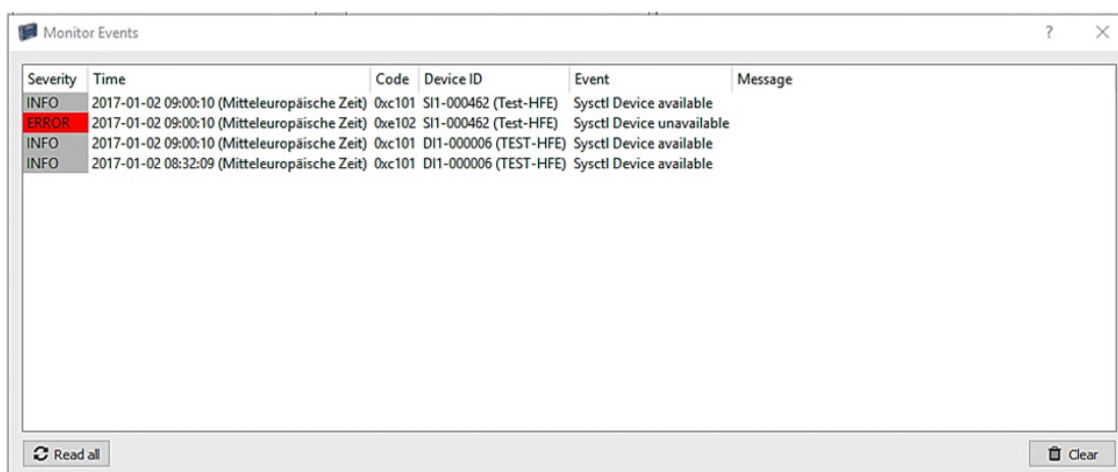 Monitor Events
?
Severity Time Code Device ID Event Message
INFO 2017-01-02 09:00:10 (Mitteleuropäische Zeit) 0xc101 SI1-000462 (Test-HFE) Sysctl Device available
ERROR 2017-01-02 09:00:10 (Mitteleuropäische Zeit) 0xe102 SI1-000462 (Test-HFE) Sysctl Device unavailable
INFO 2017-01-02 09:00:10 (Mitteleuropäische Zeit) 0xc101 DI1-000006 (TEST-HFE) Sysctl Device available
INFO 2017-01-02 08:32:09 (Mitteleuropäische Zeit) 0xc101 DI1-000006 (TEST-HFE) Sysctl Device available
Read all
Clear